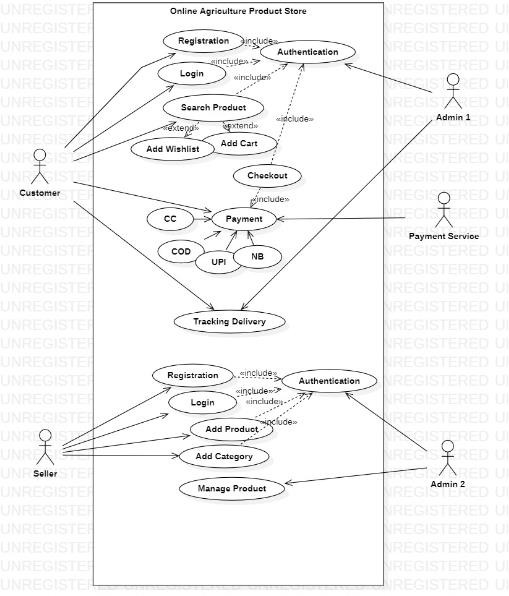 Online Agriculture Product Store
Registration
«include»
Authentication
«include»
Login
«include»
Search Product
Admin 1
«extend»
«extend»
«include»
Add Wishlist
Add Cart
Checkout
Customer
«include»
CC
Payment
Payment Service
COD
UPI
NB
Tracking Delivery
Registration
«include»
Authentication
«include»
Login
«include»
«include»
Add Product
Add Category
Seller
Admin 2
Manage Product
UNREGISTERED